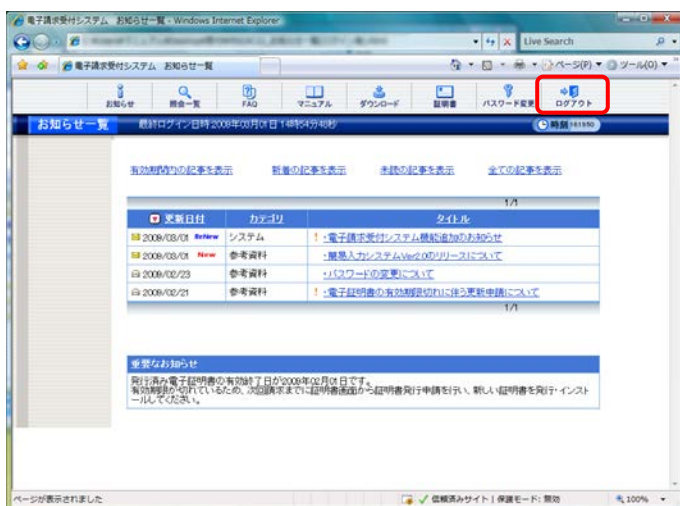 電子請求受付システム お知らせ一覧 - Windows Internet Explorer
Live Search
電子請求受付システム お知らせ一覧
ページ(P) ツール(O)
お知らせ 照会一覧 FAQ マニュアル ダウンロード 証明書 パスワード変更 ログアウト
お知らせ一覧 最終ログイン日時:2009年03月01日 14時54分40秒 時刻 161950
有効期間内の記事を表示 新着の記事を表示 未読の記事を表示 全ての記事を表示
1/1
更新日付 カテゴリ タイトル
2009/03/01 ReNew システム ! ・電子請求受付システム機能追加のお知らせ
2009/03/01 New 参考資料 ・簡易入力システムVer2.0のリリースについて
2009/02/23 参考資料 ・パスワードの変更について
2009/02/21 参考資料 ! ・電子証明書の有効期限切れに伴う更新申請について
1/1
重要なお知らせ
発行済み電子証明書の有効終了日が2009年02月01日です。
有効期限が切れているため、次回請求までに証明書画面から証明書発行申請を行い、新しい証明書を発行・インスト
ールしてください。
ページが表示されました 信頼済みサイト | 保護モード: 無効 100%